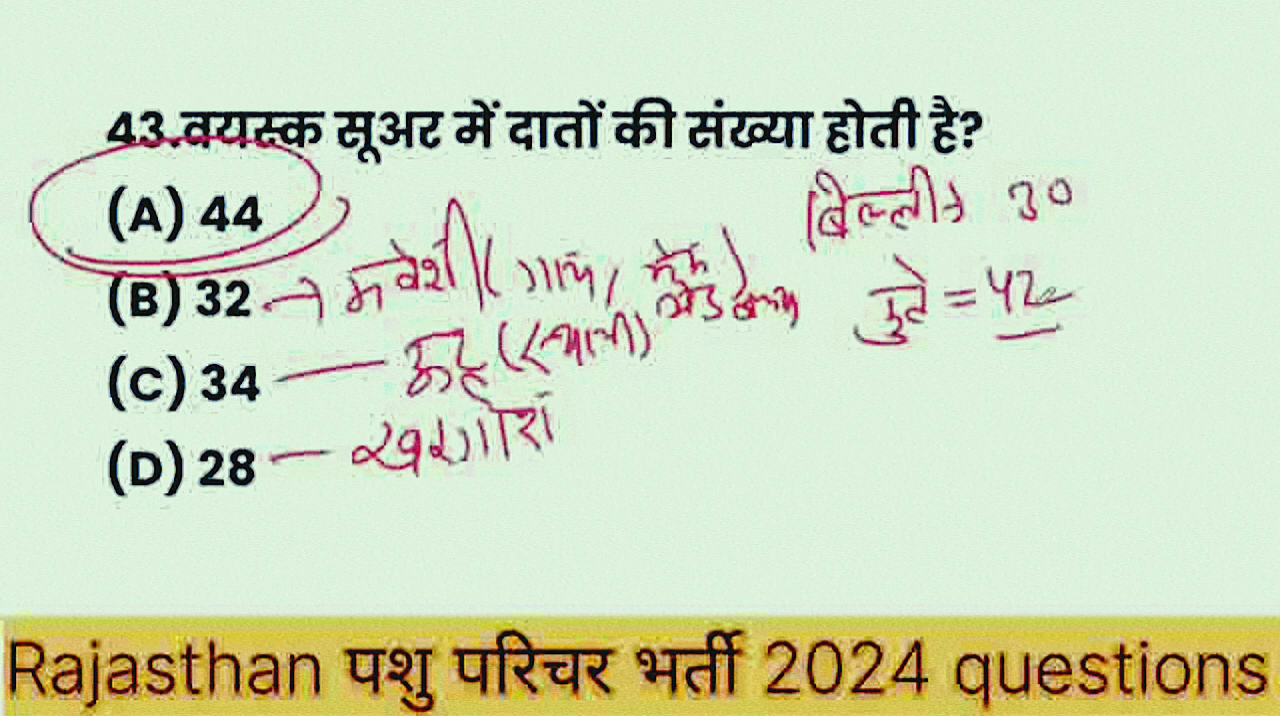 43.वयस्क सूअर में दातों की संख्या होती है?
(A) 44
बिल्ली → 30
(B) 32 → मवेशी (गाय, भैंस भेड़
कुत्ते = 42
(C) 34 — ऊँट (स्थायी)
(D) 28 — खरगोश
Rajasthan पशु परिचर भर्ती 2024 questions